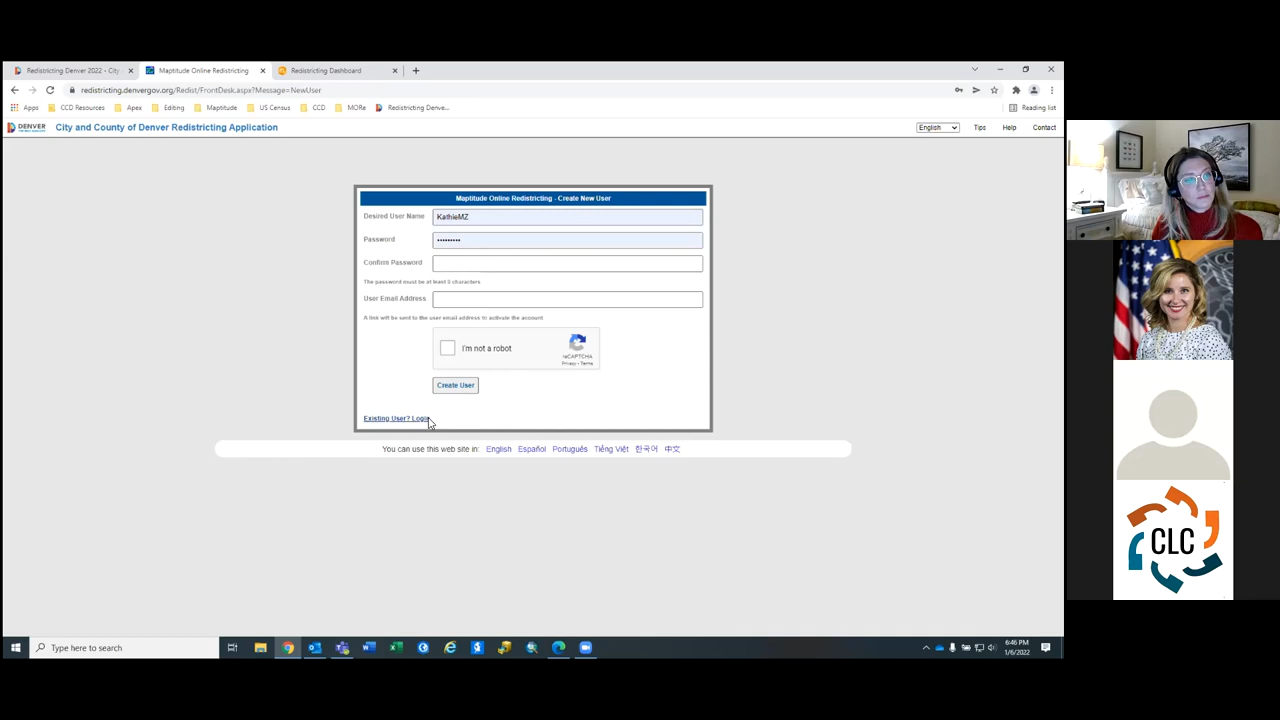 Redistricting Denver 2022 - City
Maptitude Online Redistricting
Redistricting Dashboard
redistricting.denvergov.org/Redist/FrontDesk.aspx?Message=NewUser
Apps
CCD Resources
Apex
Editing
Maptitude
US Census
CCD
MORe
Redistricting Denve...
Reading list
DENVER
City and County of Denver Redistricting Application
English
Tips
Help
Contact
Maptitude Online Redistricting - Create New User
Desired User Name
KathieMZ
Password
•••••••••
Confirm Password
The password must be at least 3 characters
User Email Address
A link will be sent to the user email address to activate the account
I'm not a robot
reCAPTCHA
Privacy - Terms
Create User
Existing User? Login
You can use this web site in: English Español Português Tiếng Việt 한국어 中文
CLC
Type here to search
6:46 PM
1/6/2022